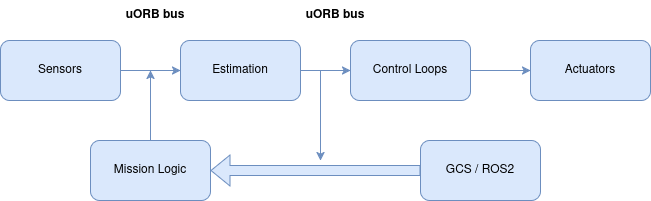 uORB bus
uORB bus
Sensors
Estimation
Control Loops
Actuators
Mission Logic
GCS / ROS2